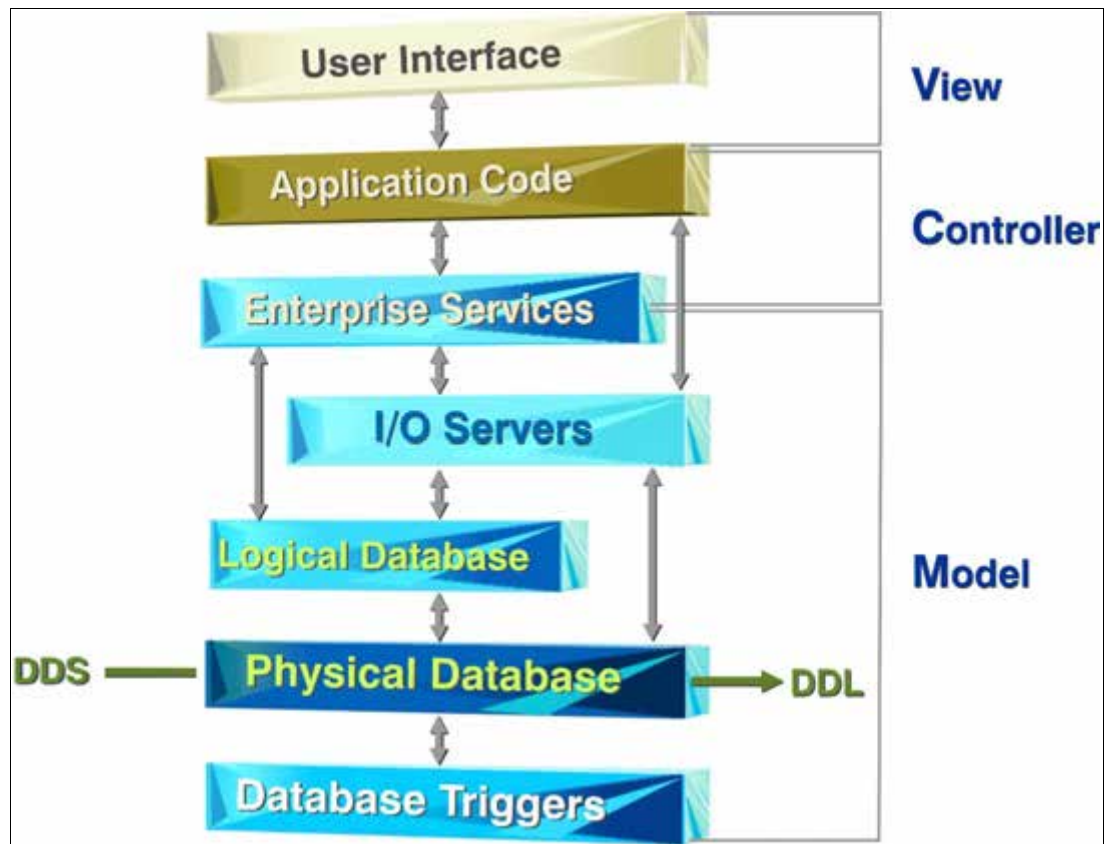 User Interface
View
Application Code
Controller
Enterprise Services
I/O Servers
Logical Database
Model
DDS
Physical Database
DDL
Database Triggers